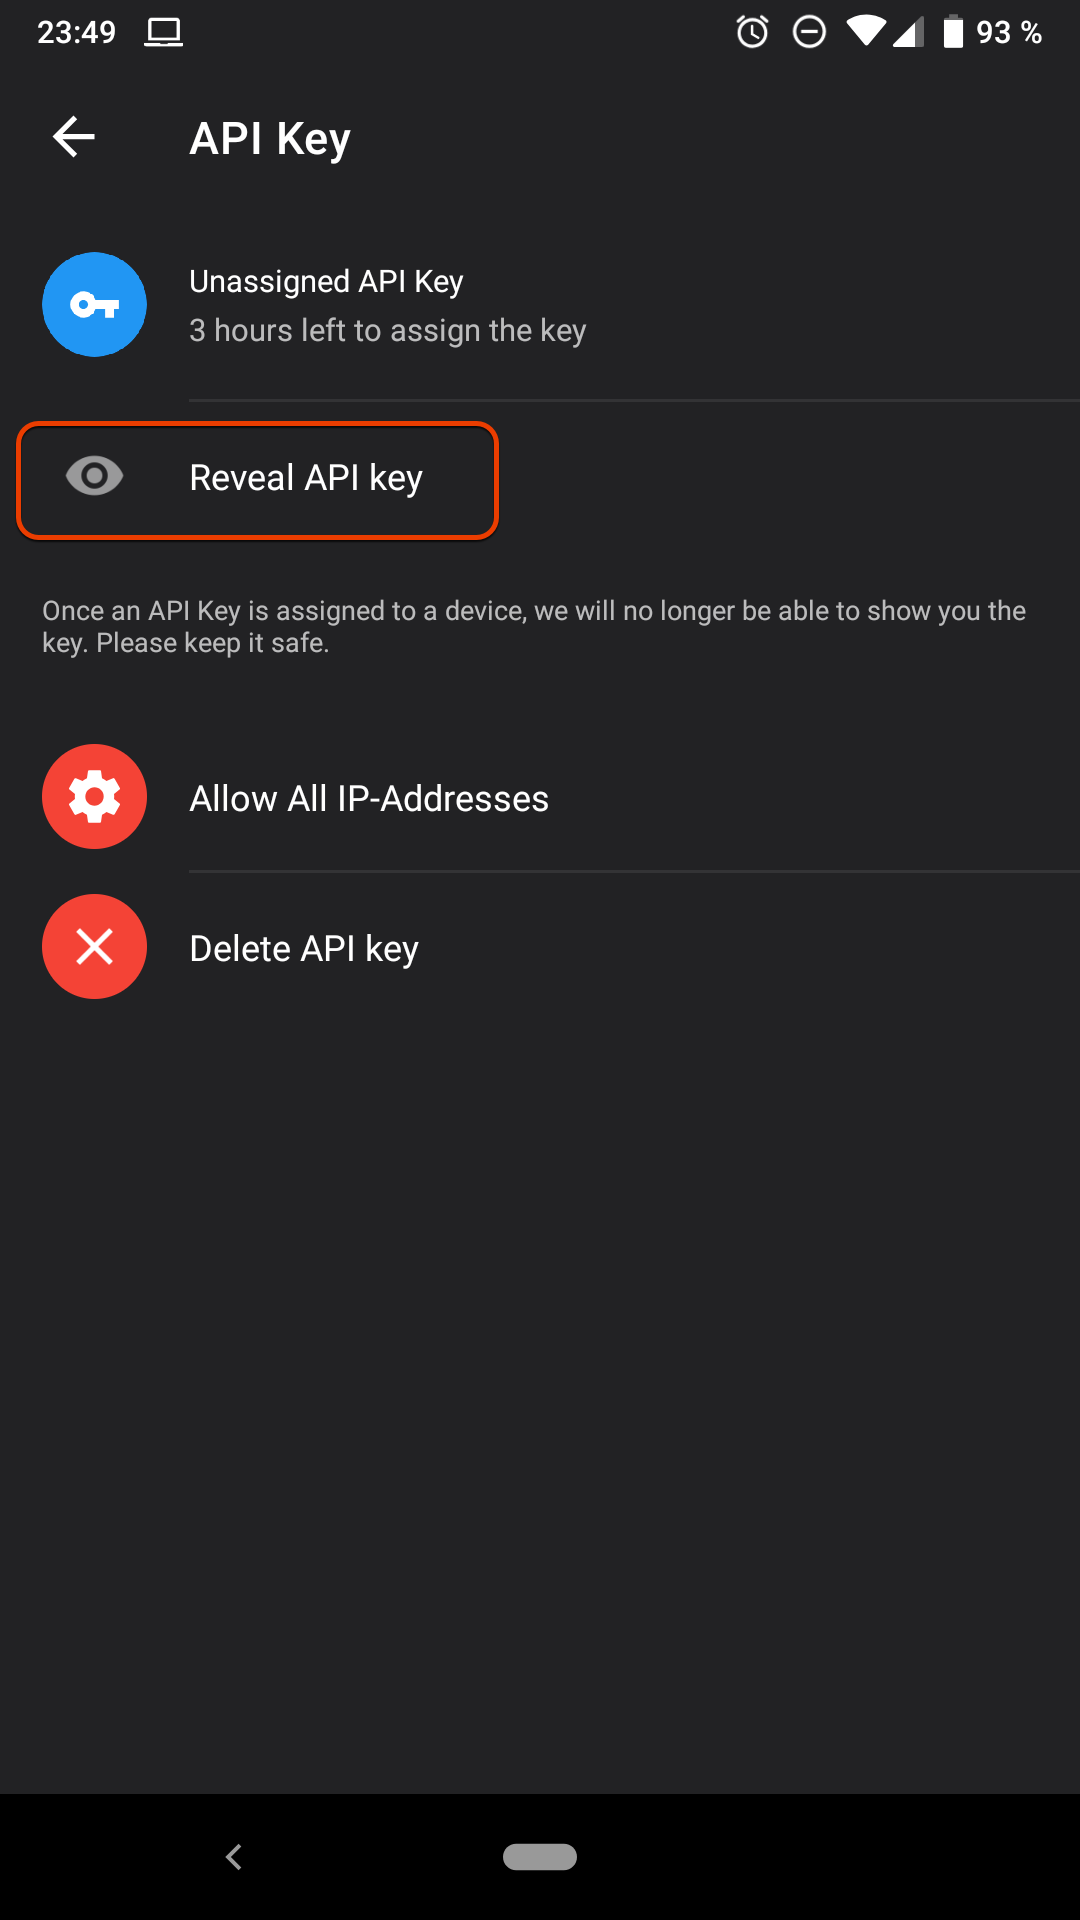 23:49
93 %
API Key
Unassigned API Key
3 hours left to assign the key
Reveal API key
Once an API Key is assigned to a device, we will no longer be able to show you the
key. Please keep it safe.
Allow All IP-Addresses
Delete API key